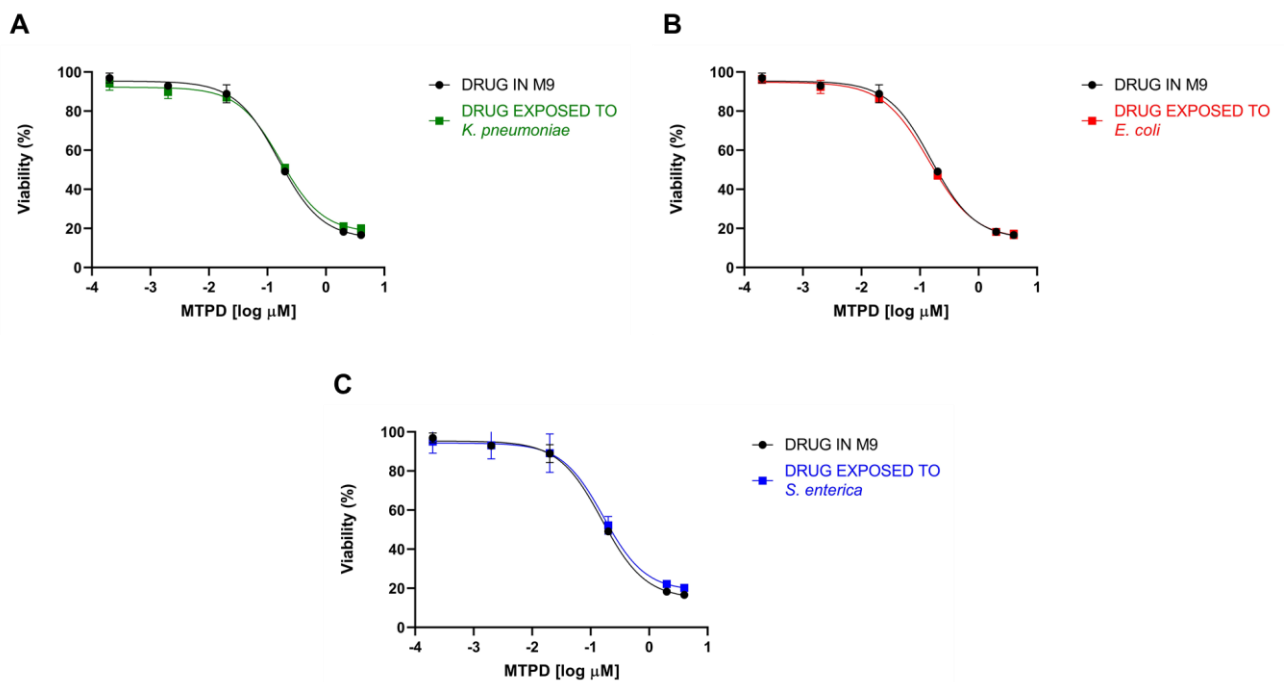 A
100
80
60
40
20
0
-4 -3 -2 -1 0 1
Viability (%)
MTPD [log μM]
DRUG IN M9
DRUG EXPOSED TO
K. pneumoniae
B
100
80
60
40
20
0
-4 -3 -2 -1 0 1
Viability (%)
MTPD [log μM]
DRUG IN M9
DRUG EXPOSED TO
E. coli
C
100
80
60
40
20
0
-4 -3 -2 -1 0 1
Viability (%)
MTPD [log μM]
DRUG IN M9
DRUG EXPOSED TO
S. enterica